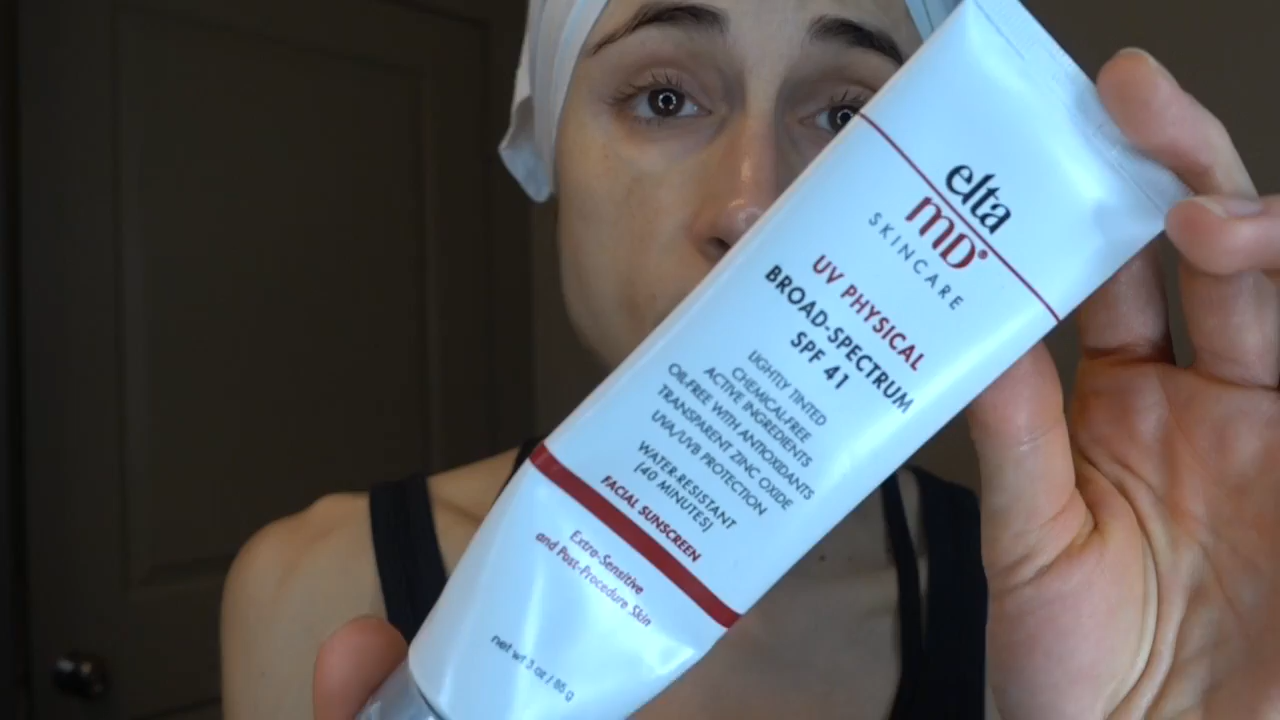 elta
MD®
SKINCARE
UV PHYSICAL
BROAD-SPECTRUM
SPF 41
LIGHTLY TINTED
CHEMICAL-FREE
ACTIVE INGREDIENTS
OIL-FREE WITH ANTIOXIDANTS
TRANSPARENT ZINC OXIDE
UVA/UVB PROTECTION
WATER-RESISTANT
(40 MINUTES)
FACIAL SUNSCREEN
Extra-Sensitive
and Post-Procedure Skin
net wt 3 oz / 85 g